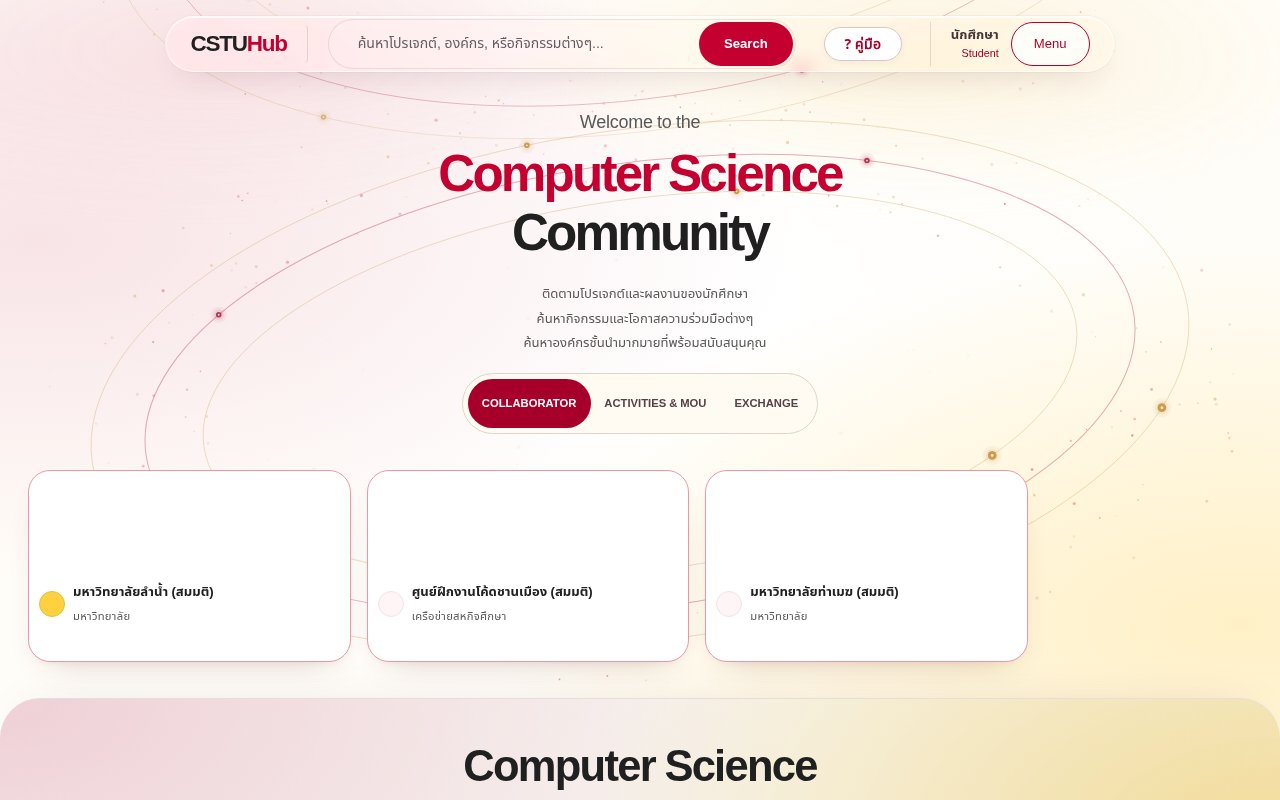 CSTUHub
ค้นหาโปรเจกต์, องค์กร, หรือกิจกรรมต่างๆ...
Search
? คู่มือ
นักศึกษา
Student
Menu
Welcome to the
Computer Science
Community
ติดตามโปรเจกต์และผลงานของนักศึกษา
ค้นหากิจกรรมและโอกาสความร่วมมือต่างๆ
ค้นหาองค์กรชั้นนำมากมายที่พร้อมสนับสนุนคุณ
COLLABORATOR
ACTIVITIES & MOU
EXCHANGE
มหาวิทยาลัยลำน้ำ (สมมติ)
มหาวิทยาลัย
ศูนย์ฝึกงานโค้ดชานเมือง (สมมติ)
เครือข่ายสหกิจศึกษา
มหาวิทยาลัยท่าเมฆ (สมมติ)
มหาวิทยาลัย
Computer Science